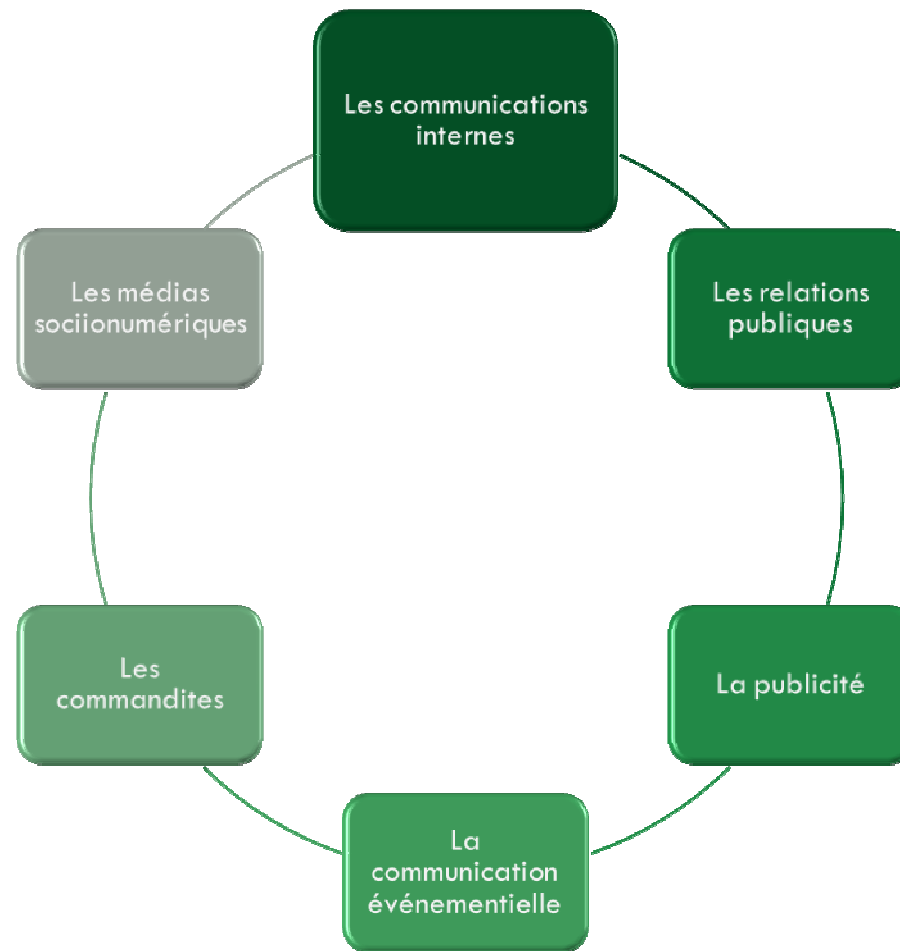 Les communications
internes
Les relations
publiques
La publicité
La
communication
événementielle
Les
commandites
Les médias
sociionumériques